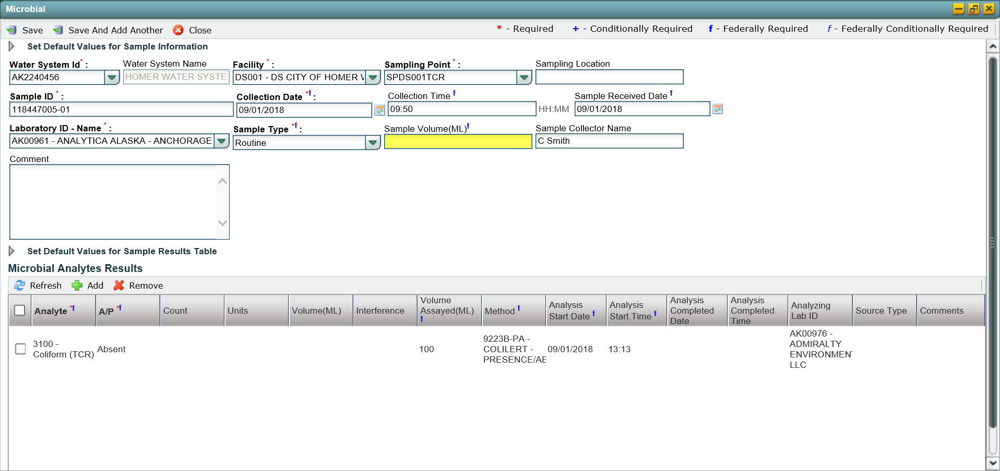 Microbial
Save Save And Add Another Close * - Required + - Conditionally Required f - Federally Required f - Federally Conditionally Required
Set Default Values for Sample Information
Water System Id* : Water System Name Facility * : Sampling Point * : Sampling Location
AK2240456 HOMER WATER SYSTE DS001 - DS CITY OF HOMER SPDS001TCR
Sample ID * : Collection Date *f : Collection Time f Sample Received Date f
118447005-01 09/01/2018 09:50 HH:MM 09/01/2018
Laboratory ID - Name * : Sample Type *f : Sample Volume(ML)f Sample Collector Name
AK00961 - ANALYTICA ALASKA - ANCHORAGE Routine C Smith
Comment
Set Default Values for Sample Results Table
Microbial Analytes Results
Refresh Add Remove
Analyte *f A/P *f Count Units Volume(ML) Interference Volume Assayed(ML) f Method f Analysis Start Date f Analysis Start Time f Analysis Completed Date Analysis Completed Time Analyzing Lab ID Source Type Comments
3100 - Coliform (TCR) Absent 100 9223B-PA - COLILERT - PRESENCE/AB 09/01/2018 13:13 AK00976 - ADMIRALTY ENVIRONMENT LLC